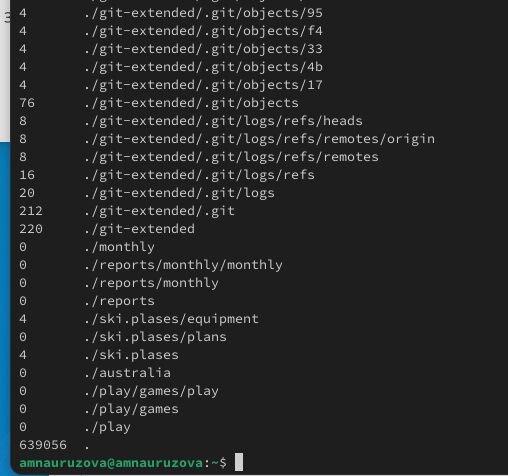 4 ./git-extended/.git/objects/95
4 ./git-extended/.git/objects/f4
4 ./git-extended/.git/objects/33
4 ./git-extended/.git/objects/4b
4 ./git-extended/.git/objects/17
76 ./git-extended/.git/objects
8 ./git-extended/.git/logs/refs/heads
8 ./git-extended/.git/logs/refs/remotes/origin
8 ./git-extended/.git/logs/refs/remotes
16 ./git-extended/.git/logs/refs
20 ./git-extended/.git/logs
212 ./git-extended/.git
220 ./git-extended
0 ./monthly
0 ./reports/monthly/monthly
0 ./reports/monthly
0 ./reports
4 ./ski.plases/equipment
0 ./ski.plases/plans
4 ./ski.plases
0 ./australia
0 ./play/games/play
0 ./play/games
0 ./play
639056 .
amnauruzova@amnauruzova:~$